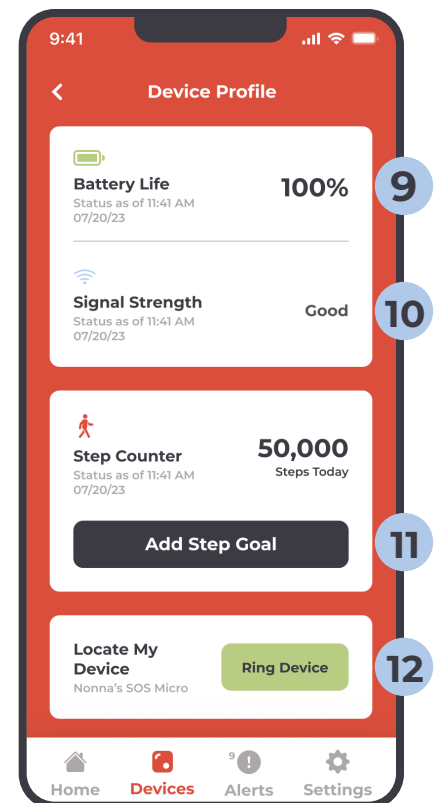 9:41
Device Profile
Battery Life
100%
Status as of 11:41 AM
07/20/23
9
Signal Strength
Good
Status as of 11:41 AM
07/20/23
10
Step Counter
50,000
Steps Today
Status as of 11:41 AM
07/20/23
Add Step Goal
11
Locate My
Device
Nonna's SOS Micro
Ring Device
12
9
Home
Devices
Alerts
Settings